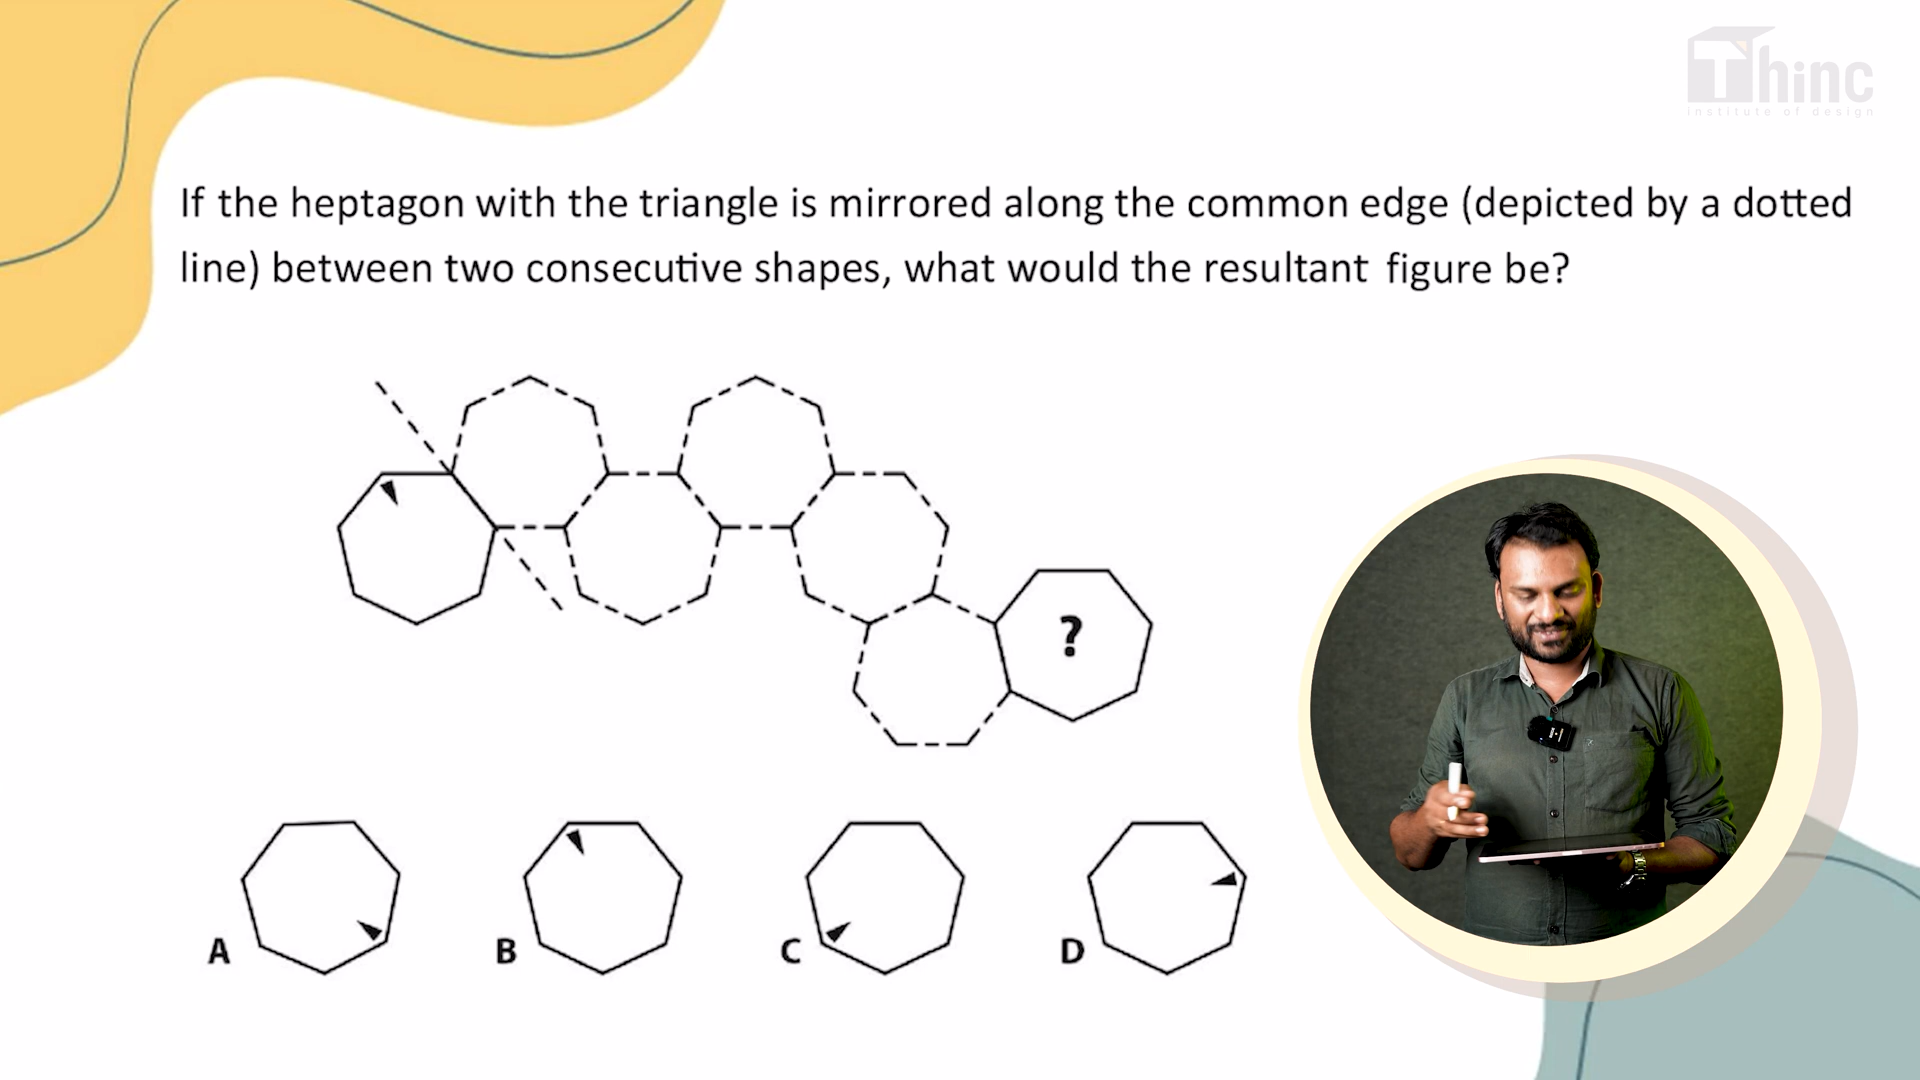 Thinc
institute of design
If the heptagon with the triangle is mirrored along the common edge (depicted by a dotted
line) between two consecutive shapes, what would the resultant figure be?
?
A
B
C
D